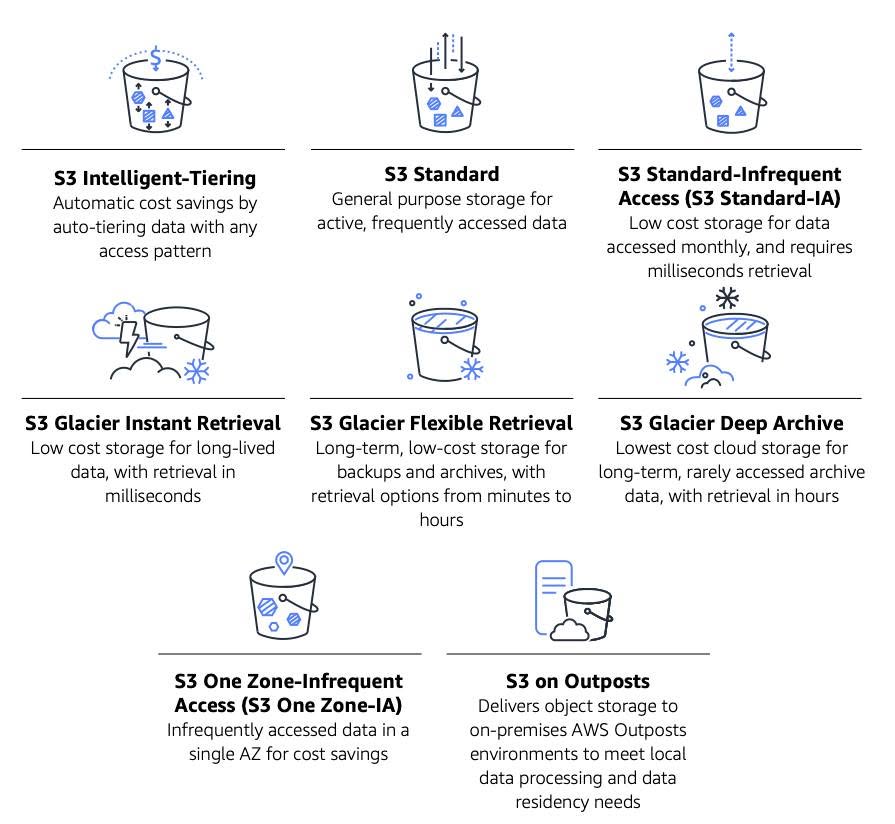 $
S3 Intelligent-Tiering
Automatic cost savings by
auto-tiering data with any
access pattern
S3 Standard
General purpose storage for
active, frequently accessed data
S3 Standard-Infrequent
Access (S3 Standard-IA)
Low cost storage for data
accessed monthly, and requires
milliseconds retrieval
S3 Glacier Instant Retrieval
Low cost storage for long-lived
data, with retrieval in
milliseconds
S3 Glacier Flexible Retrieval
Long-term, low-cost storage for
backups and archives, with
retrieval options from minutes to
hours
S3 Glacier Deep Archive
Lowest cost cloud storage for
long-term, rarely accessed archive
data, with retrieval in hours
S3 One Zone-Infrequent
Access (S3 One Zone-IA)
Infrequently accessed data in a
single AZ for cost savings
S3 on Outposts
Delivers object storage to
on-premises AWS Outposts
environments to meet local
data processing and data
residency needs